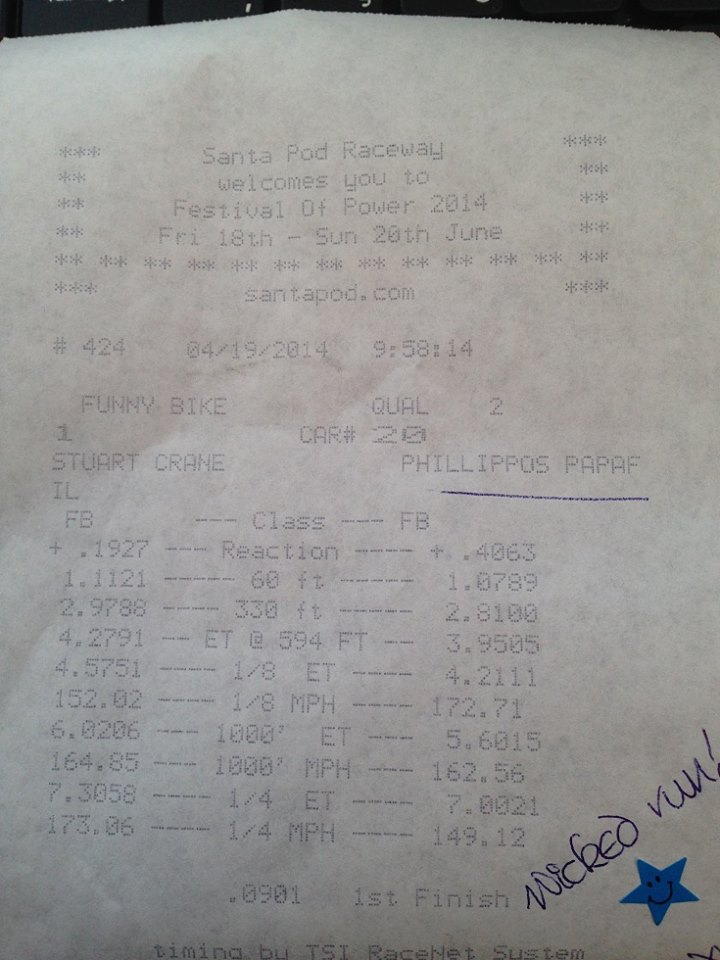 *** Santa Pod Raceway ***
** welcomes you to **
** Festival Of Power 2014 **
** Fri 18th - Sun 20th June **
** ** ** ** ** ** ** ** ** ** ** ** **
*** santapod.com ***
# 424 04/19/2014 9:58:14
FUNNY BIKE QUAL 2
1 CAR# 20
STUART CRANE PHILLIPPOS PAPAF
IL
FB --- Class --- FB
+ .1927 --- Reaction ---- + .4063
1.1121 ----- 60 ft ----- 1.0789
2.9788 ----- 330 ft ---- 2.8100
4.2791 -- ET @ 594 FT -- 3.9505
4.5751 ---- 1/8 ET ---- 4.2111
152.02 ---- 1/8 MPH ---- 172.71
6.0206 --- 1000' ET --- 5.6015
164.85 --- 1000' MPH --- 162.56
7.3058 ---- 1/4 ET ---- 7.0021
173.06 ---- 1/4 MPH ---- 149.12
.0901 1st Finish
Wicked run!
timing by TSI RaceNet System